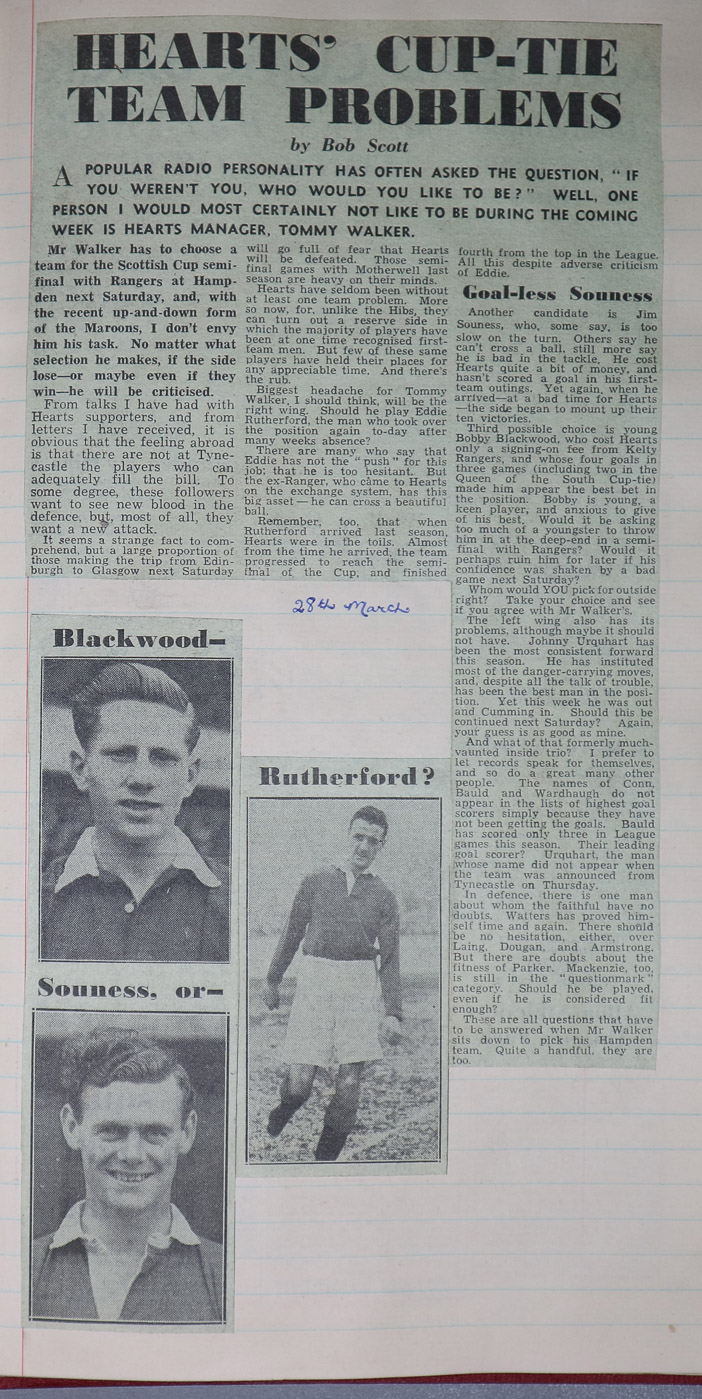 HEARTS' CUP-TIE
TEAM PROBLEMS
by Bob Scott
A POPULAR RADIO PERSONALITY HAS OFTEN ASKED THE QUESTION, "IF
YOU WEREN'T YOU, WHO WOULD YOU LIKE TO BE?" WELL, ONE
PERSON I WOULD MOST CERTAINLY NOT LIKE TO BE DURING THE COMING
WEEK IS HEARTS MANAGER, TOMMY WALKER.
Mr Walker has to choose a
team for the Scottish Cup semi-
final with Rangers at Hamp-
den next Saturday, and, with
the recent up-and-down form
of the Maroons, I don't envy
him his task. No matter what
selection he makes, if the side
lose—or maybe even if they
win—he will be criticised.
From talks I have had with
Hearts supporters, and from
letters I have received, it is
obvious that the feeling abroad
is that there are not at Tyne-
castle the players who can
adequately fill the bill. To
some degree, these followers
want to see new blood in the
defence, but, most of all, they
want a new attack.
It seems a strange fact to com-
prehend, but a large proportion of
those making the trip from Edin-
burgh to Glasgow next Saturday
will go full of fear that Hearts
will be defeated. Those semi-
final games with Motherwell last
season are heavy on their minds.
Hearts have seldom been without
at least one team problem. More
so now, for, unlike the Hibs, they
can turn out a reserve side in
which the majority of players have
been at one time recognised first-
team men. But few of these same
players have held their places for
any appreciable time. And there's
the rub.
Biggest headache for Tommy
Walker, I should think, will be the
right wing. Should he play Eddie
Rutherford, the man who took over
the position again to-day after
many weeks absence?
There are many who say that
Eddie has not the "push" for this
job; that he is too hesitant. But
the ex-Ranger, who came to Hearts
on the exchange system, has this
big asset—he can cross a beautiful
ball.
Remember, too, that when
Rutherford arrived last season,
Hearts were in the toils. Almost
from the time he arrived, the team
progressed to reach the semi-
final of the Cup, and finished
fourth from the top in the League.
All this despite adverse criticism
of Eddie.
Goal-less Souness
Another candidate is Jim
Souness, who, some say, is too
slow on the turn. Others say he
can't cross a ball, still more say
he is bad in the tackle. He cost
Hearts quite a bit of money, and
hasn't scored a goal in his first-
team outings. Yet again, when he
arrived—at a bad time for Hearts
—the side began to mount up their
ten victories.
Third possible choice is young
Bobby Blackwood, who cost Hearts
only a signing-on fee from Kelty
Rangers, and whose four goals in
three games (including two in the
Queen of the South Cup-tie)
made him appear the best bet in
the position. Bobby is young, a
keen player, and anxious to give
of his best. Would it be asking
too much of a youngster to throw
him in at the deep-end in a semi-
final with Rangers? Would it
perhaps ruin him for later if his
confidence was shaken by a bad
game next Saturday?
Whom would YOU pick for outside
right? Take your choice and see
if you agree with Mr Walker's.
The left wing also has its
problems, although maybe it should
not have. Johnny Urquhart has
been the most consistent forward
this season. He has instituted
most of the danger-carrying moves,
and, despite all the talk of trouble,
has been the best man in the posi-
tion. Yet this week he was out
and Cumming in. Should this be
continued next Saturday? Again,
your guess is as good as mine.
And what of that formerly much-
vaunted inside trio? I prefer to
let records speak for themselves,
and so do a great many other
people. The names of Conn,
Bauld and Wardhaugh do not
appear in the lists of highest goal
scorers simply because they have
not been getting the goals. Bauld
has scored only three in League
games this season. Their leading
goal scorer? Urquhart, the man
whose name did not appear when
the team was announced from
Tynecastle on Thursday.
In defence, there is one man
about whom the faithful have no
doubts. Watters has proved him-
self time and again. There should
be no hesitation, either, over
Laing, Dougan, and Armstrong.
But there are doubts about the
fitness of Parker. Mackenzie, too,
is still in the "questionmark"
category. Should he be played,
even if he is considered fit
enough?
These are all questions that have
to be answered when Mr Walker
sits down to pick his Hampden
team. Quite a handful, they are
too.
28th March
Blackwood—
Rutherford?
Souness, or—